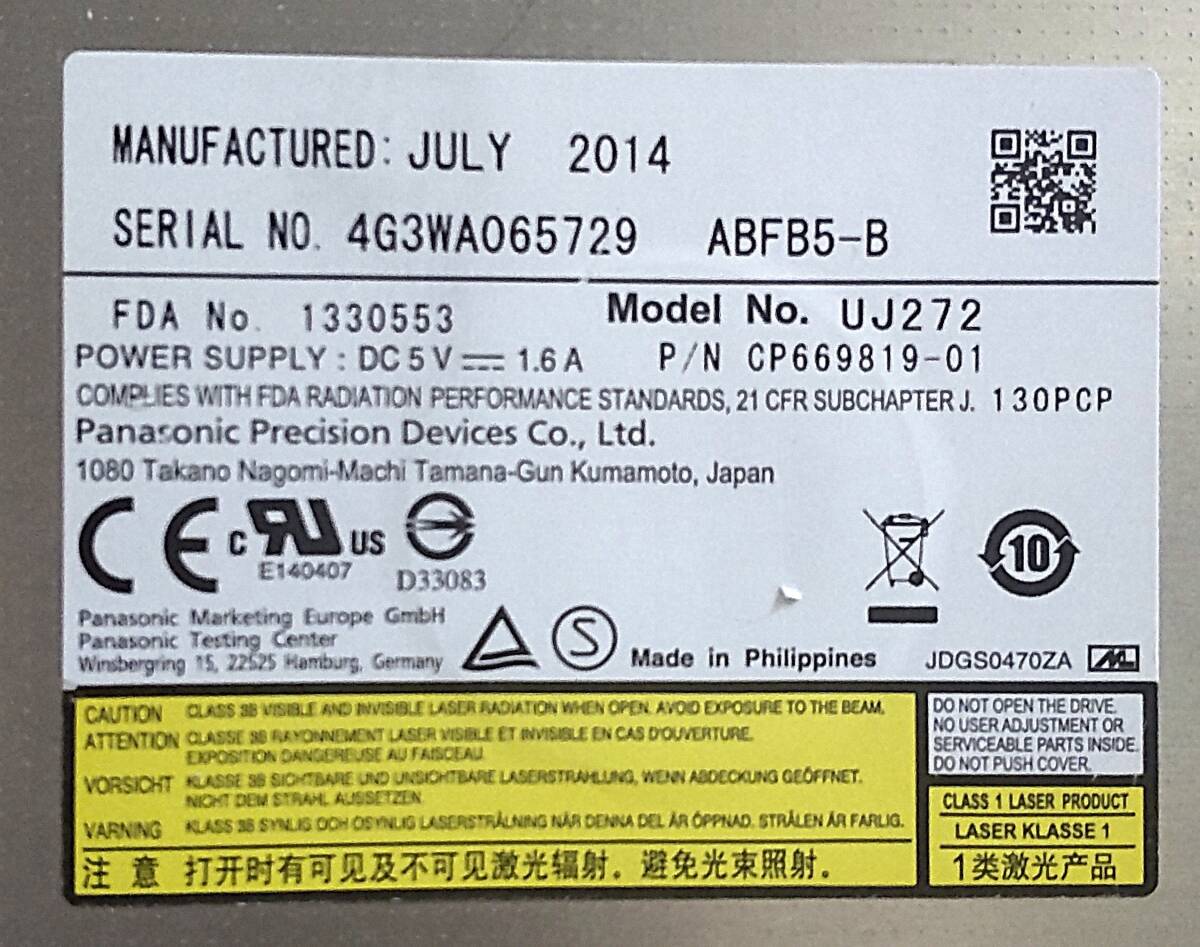 MANUFACTURED: JULY 2014
SERIAL NO. 4G3WA065729 ABFB5-B
FDA No. 1330553 Model No. UJ272
POWER SUPPLY : DC 5 V ⎓ 1.6 A P/N CP669819-01
COMPLIES WITH FDA RADIATION PERFORMANCE STANDARDS, 21 CFR SUBCHAPTER J. 130PCP
Panasonic Precision Devices Co., Ltd.
1080 Takano Nagomi-Machi Tamana-Gun Kumamoto, Japan
CE c RU US
E140407 D33083
10
Panasonic Marketing Europe GmbH
Panasonic Testing Center
Winsbergring 15, 22525 Hamburg, Germany
S Made in Philippines JDGS0470ZA
CAUTION CLASS 3B VISIBLE AND INVISIBLE LASER RADIATION WHEN OPEN. AVOID EXPOSURE TO THE BEAM.
ATTENTION CLASSE 3B RAYONNEMENT LASER VISIBLE ET INVISIBLE EN CAS D'OUVERTURE.
EXPOSITION DANGEREUSE AU FAISCEAU.
VORSICHT KLASSE 3B SICHTBARE UND UNSICHTBARE LASERSTRAHLUNG, WENN ABDECKUNG GEÖFFNET.
NICHT DEM STRAHL AUSSETZEN.
VARNING KLASS 3B SYNLIG OCH OSYNLIG LASERSTRÅLNING NÄR DENNA DEL ÄR ÖPPNAD. STRÅLEN ÄR FARLIG.
注 意 打开时有可见及不可见激光辐射。避免光束照射。
DO NOT OPEN THE DRIVE.
NO USER ADJUSTMENT OR
SERVICEABLE PARTS INSIDE.
DO NOT PUSH COVER.
CLASS 1 LASER PRODUCT
LASER KLASSE 1
1类激光产品